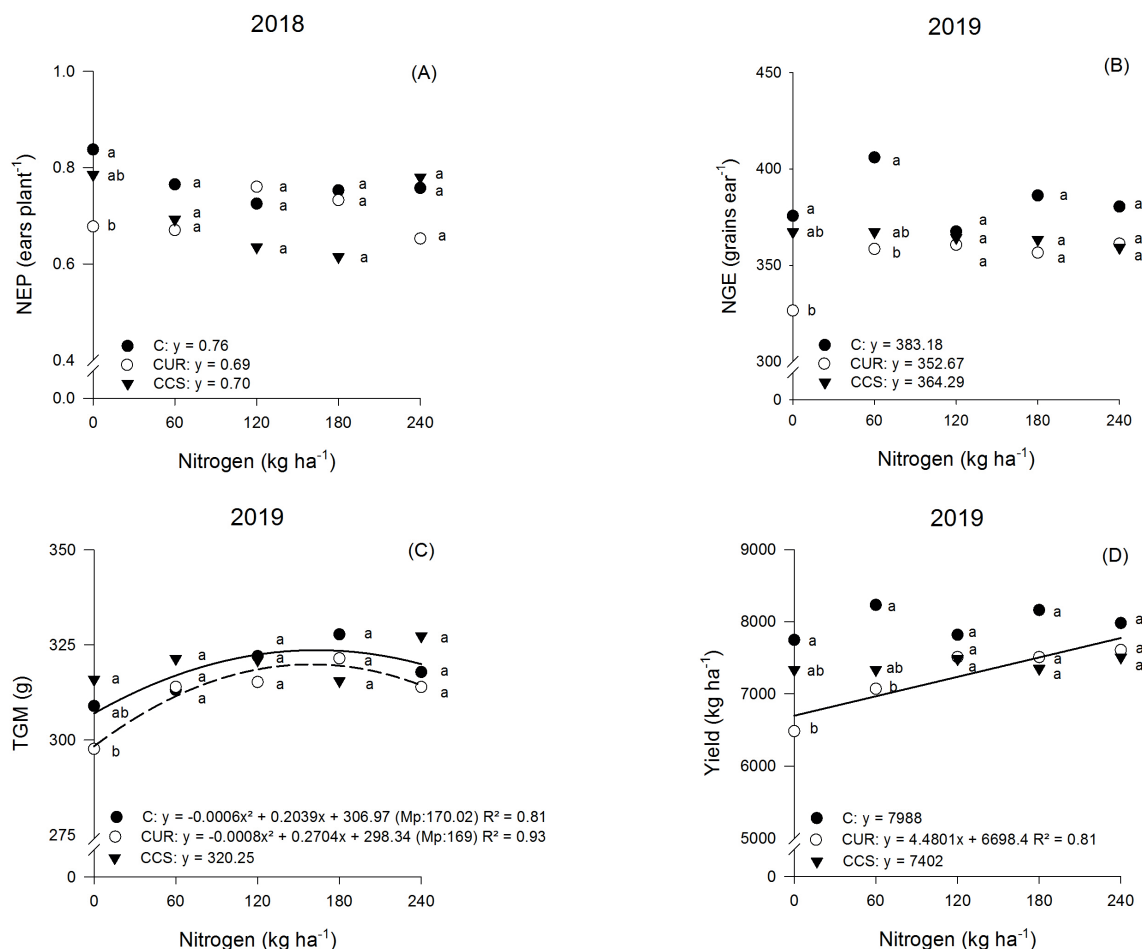 2018
(A)
1.0
0.8
0.6
0.4
0.0
NEP (ears plant⁻¹)
a
ab
b
a
a
a
a
a
a
a
a
a
a
a
a
C: y = 0.76
CUR: y = 0.69
CCS: y = 0.70
0 60 120 180 240
Nitrogen (kg ha⁻¹)
2019
(B)
450
400
350
300
0
NGE (grains ear⁻¹)
a
ab
b
a
ab
b
a
a
a
a
a
a
a
a
a
C: y = 383.18
CUR: y = 352.67
CCS: y = 364.29
0 60 120 180 240
Nitrogen (kg ha⁻¹)
2019
(C)
350
325
300
275
0
TGM (g)
a
ab
b
a
a
a
a
a
a
a
a
a
a
a
a
C: y = -0.0006x² + 0.2039x + 306.97 (Mp:170.02) R² = 0.81
CUR: y = -0.0008x² + 0.2704x + 298.34 (Mp:169) R² = 0.93
CCS: y = 320.25
0 60 120 180 240
Nitrogen (kg ha⁻¹)
2019
(D)
9000
8000
7000
6000
5000
0
Yield (kg ha⁻¹)
a
ab
b
a
ab
b
a
a
a
a
a
a
a
a
a
C: y = 7988
CUR: y = 4.4801x + 6698.4 R² = 0.81
CCS: y = 7402
0 60 120 180 240
Nitrogen (kg ha⁻¹)